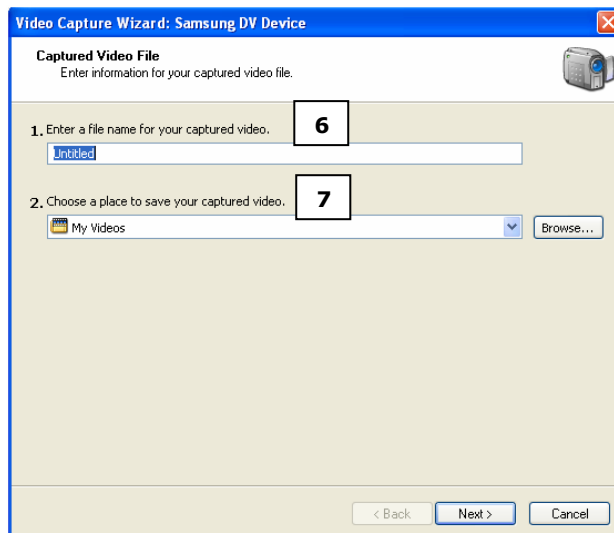 Video Capture Wizard: Samsung DV Device
Captured Video File
Enter information for your captured video file.
1. Enter a file name for your captured video.
6
Untitled
2. Choose a place to save your captured video.
7
My Videos
Browse...
< Back
Next >
Cancel